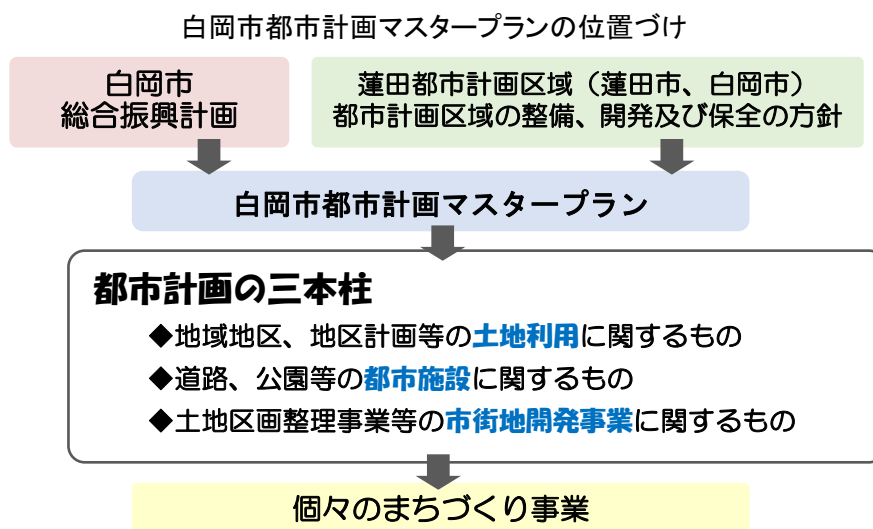 白岡市都市計画マスタープランの位置づけ
白岡市
総合振興計画
蓮田都市計画区域（蓮田市、白岡市）
都市計画区域の整備、開発及び保全の方針
白岡市都市計画マスタープラン
都市計画の三本柱
◆地域地区、地区計画等の土地利用に関するもの
◆道路、公園等の都市施設に関するもの
◆土地区画整理事業等の市街地開発事業に関するもの
個々のまちづくり事業